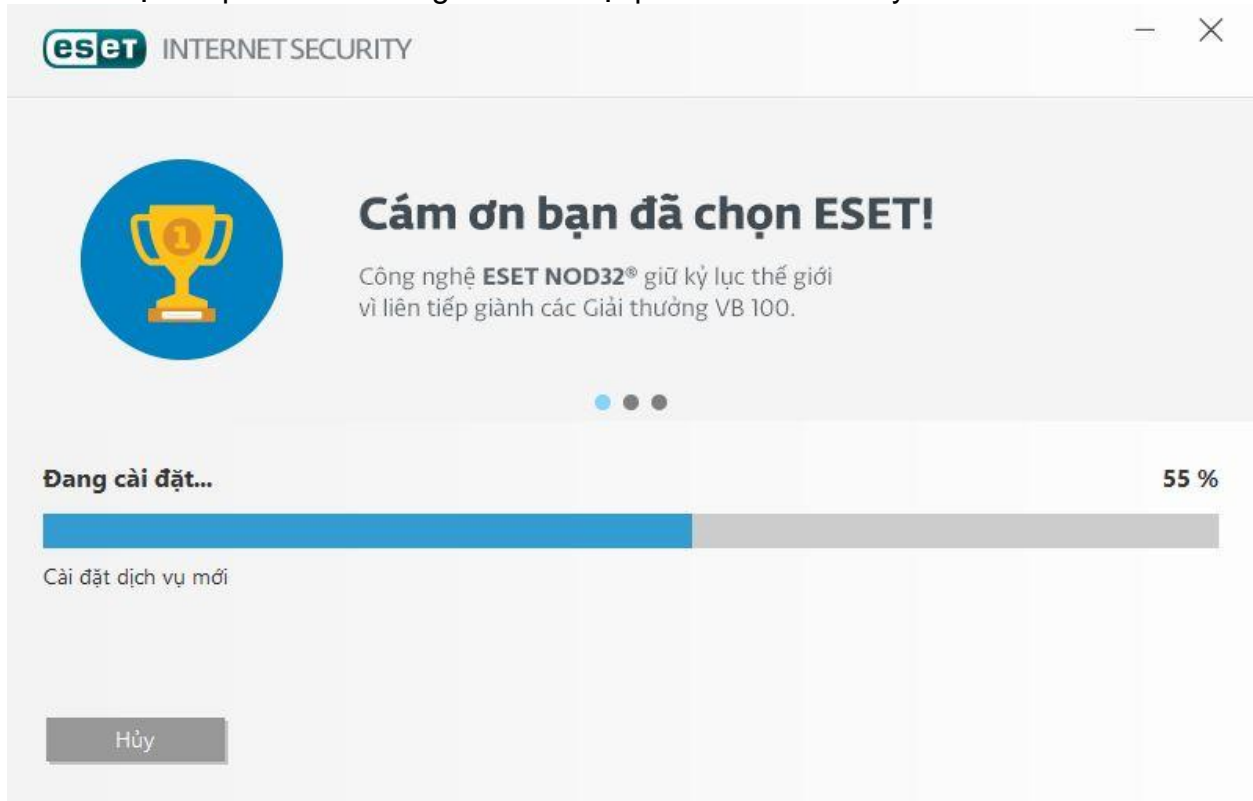 eset INTERNET SECURITY
1
Cám ơn bạn đã chọn ESET!
Công nghệ ESET NOD32® giữ kỷ lục thế giới
vì liên tiếp giành các Giải thưởng VB 100.
Đang cài đặt... 55 %
Cài đặt dịch vụ mới
Hủy